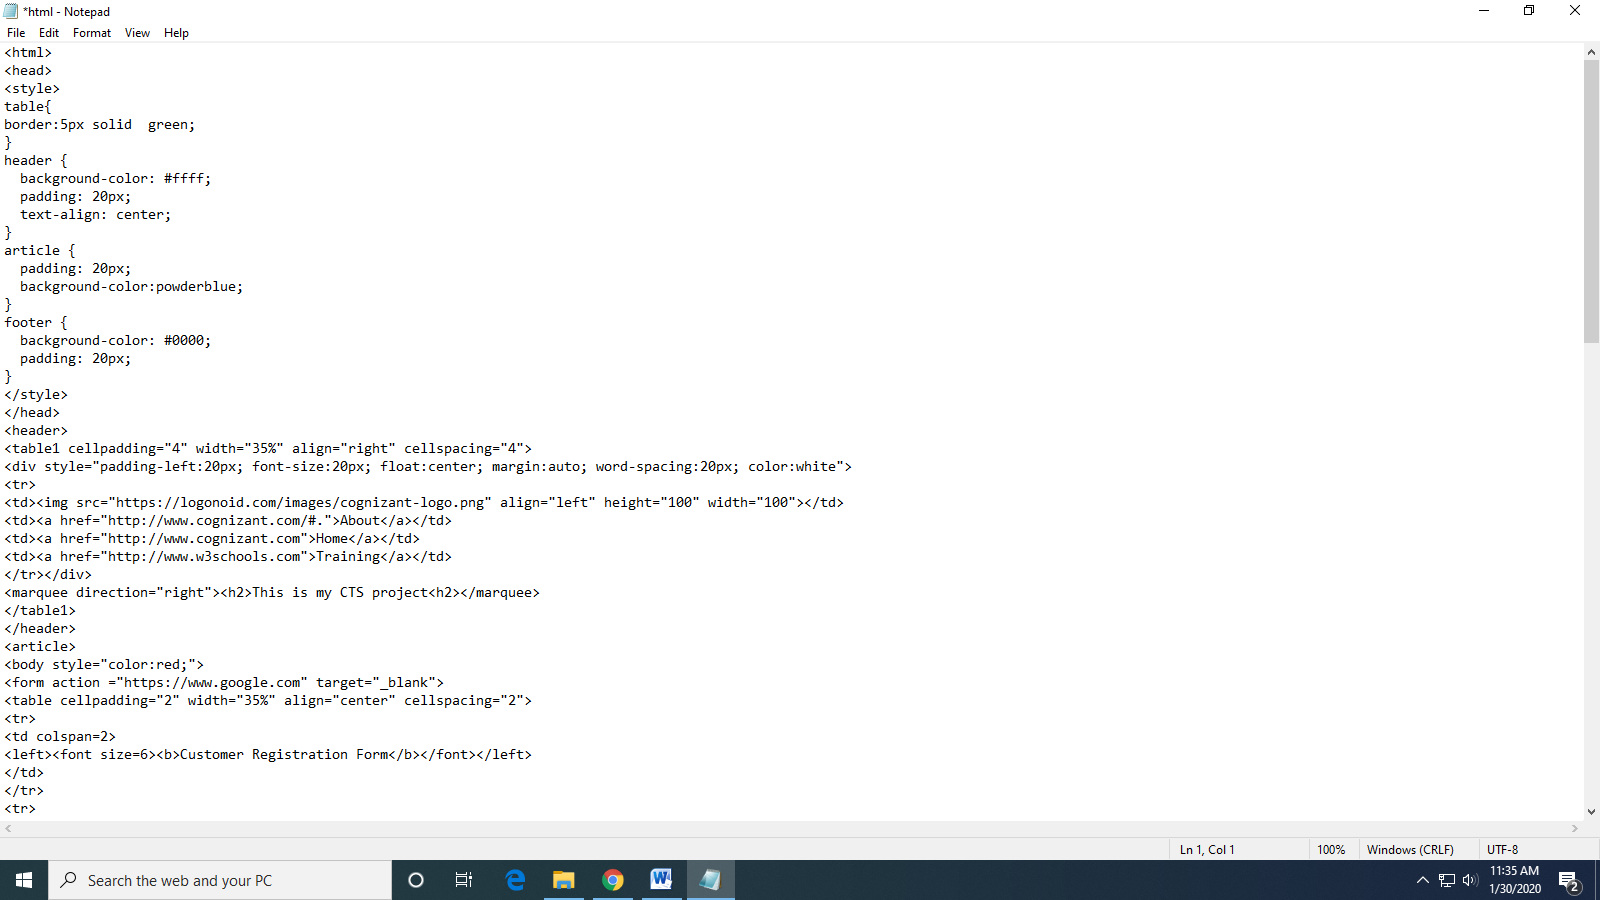 *html - Notepad
File Edit Format View Help
<html>
<head>
<style>
table{
border:5px solid  green;
}
header {
  background-color: #ffff;
  padding: 20px;
  text-align: center;
}
article {
  padding: 20px;
  background-color:powderblue;
}
footer {
  background-color: #0000;
  padding: 20px;
}
</style>
</head>
<header>
<table1 cellpadding="4" width="35%" align="right" cellspacing="4">
<div style="padding-left:20px; font-size:20px; float:center; margin:auto; word-spacing:20px; color:white">
<tr>
<td><img src="https://logonoid.com/images/cognizant-logo.png" align="left" height="100" width="100"></td>
<td><a href="http://www.cognizant.com/#.">About</a></td>
<td><a href="http://www.cognizant.com">Home</a></td>
<td><a href="http://www.w3schools.com">Training</a></td>
</tr></div>
<marquee direction="right"><h2>This is my CTS project<h2></marquee>
</table1>
</header>
<article>
<body style="color:red;">
<form action ="https://www.google.com" target="_blank">
<table cellpadding="2" width="35%" align="center" cellspacing="2">
<tr>
<td colspan=2>
<left><font size=6><b>Customer Registration Form</b></font></left>
</td>
</tr>
<tr>
Ln 1, Col 1 100% Windows (CRLF) UTF-8
Search the web and your PC
11:35 AM
1/30/2020
2